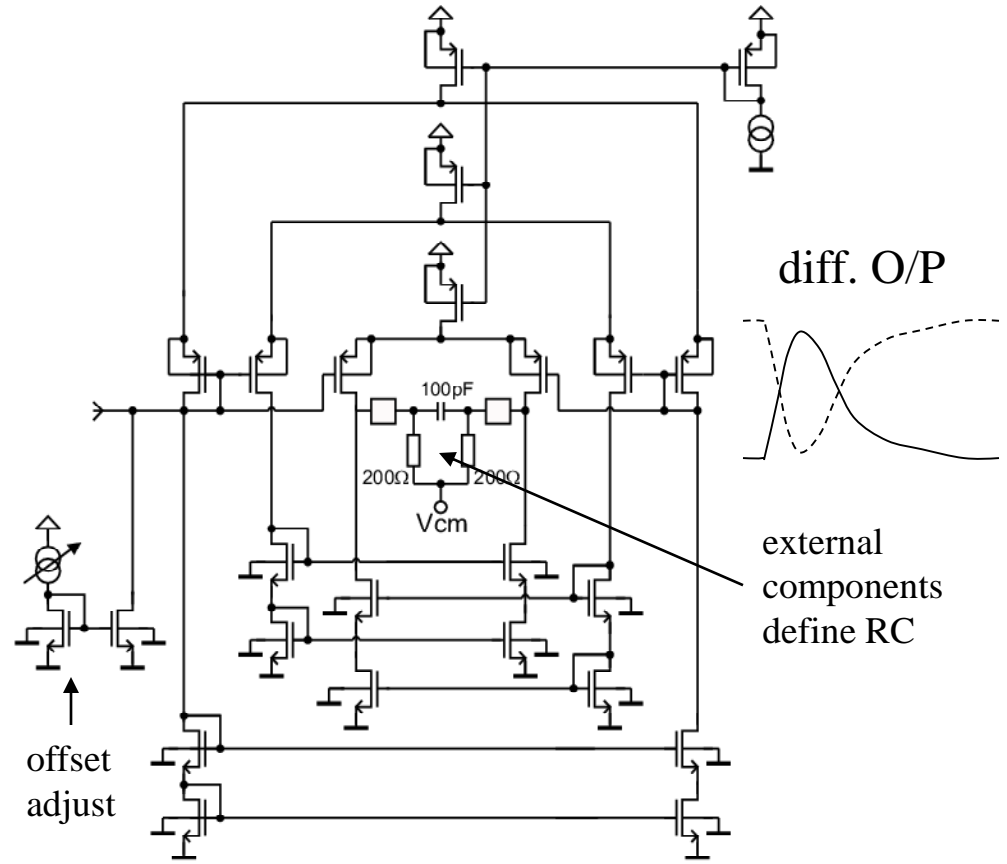 diff. O/P
100pF
200Ω 200Ω
Vcm
external
components
define RC
offset
adjust